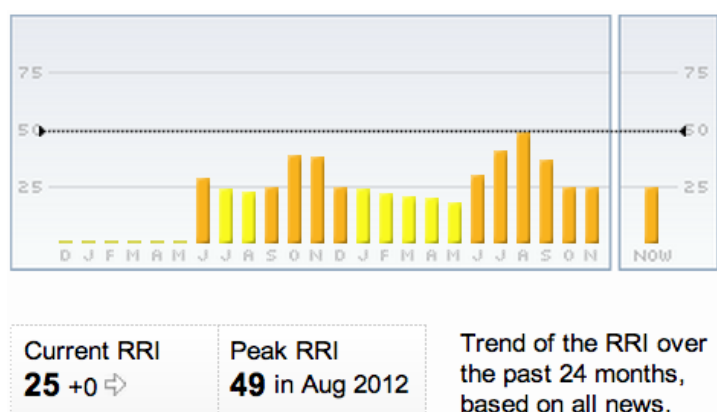 75 75
50 50
25 25
D J F M A M J J A S O N D J F M A M J J A S O N NOW
Current RRI
25 +0
Peak RRI
49 in Aug 2012
Trend of the RRI over
the past 24 months,
based on all news.